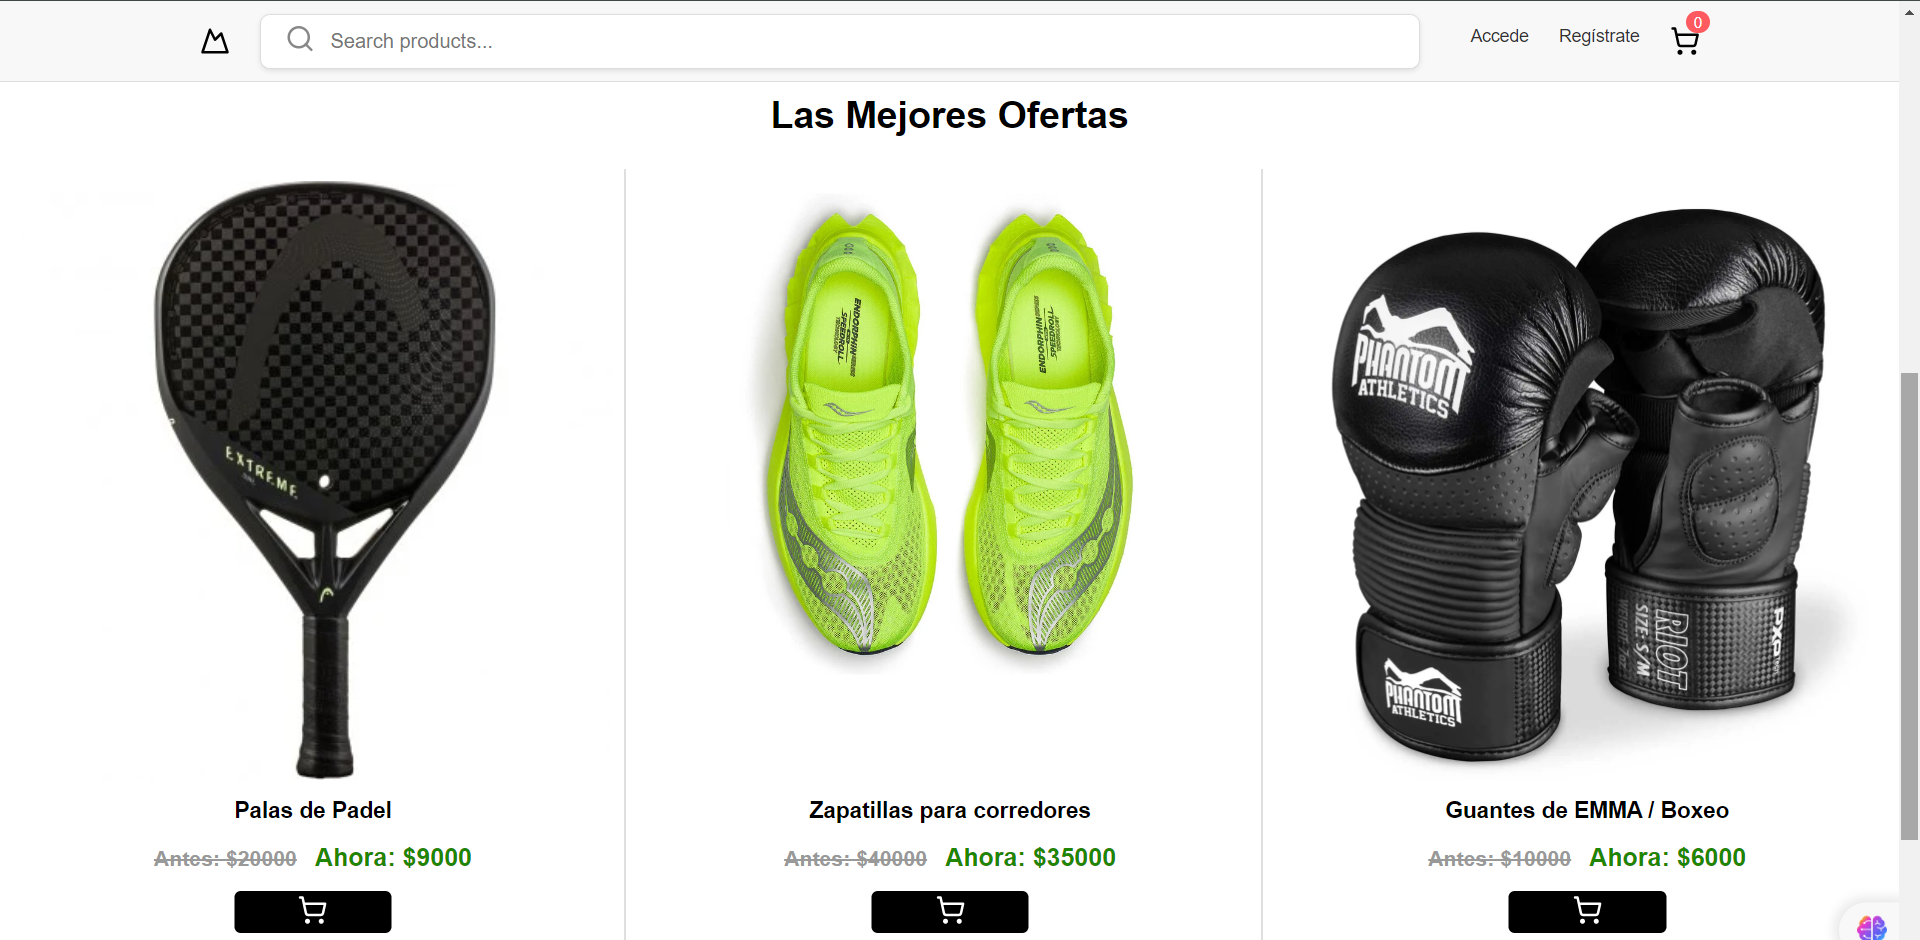 Search products...
Accede
Regístrate
0
Las Mejores Ofertas
EXTREME
ENDORPHIN
SPEEDROLL
ENDORPHIN
SPEEDROLL
PHANTOM
ATHLETICS
PHANTOM
ATHLETICS
RIOT
SIZE: S/M
Palas de Padel
Zapatillas para corredores
Guantes de EMMA / Boxeo
Antes: $20000 Ahora: $9000
Antes: $40000 Ahora: $35000
Antes: $10000 Ahora: $6000